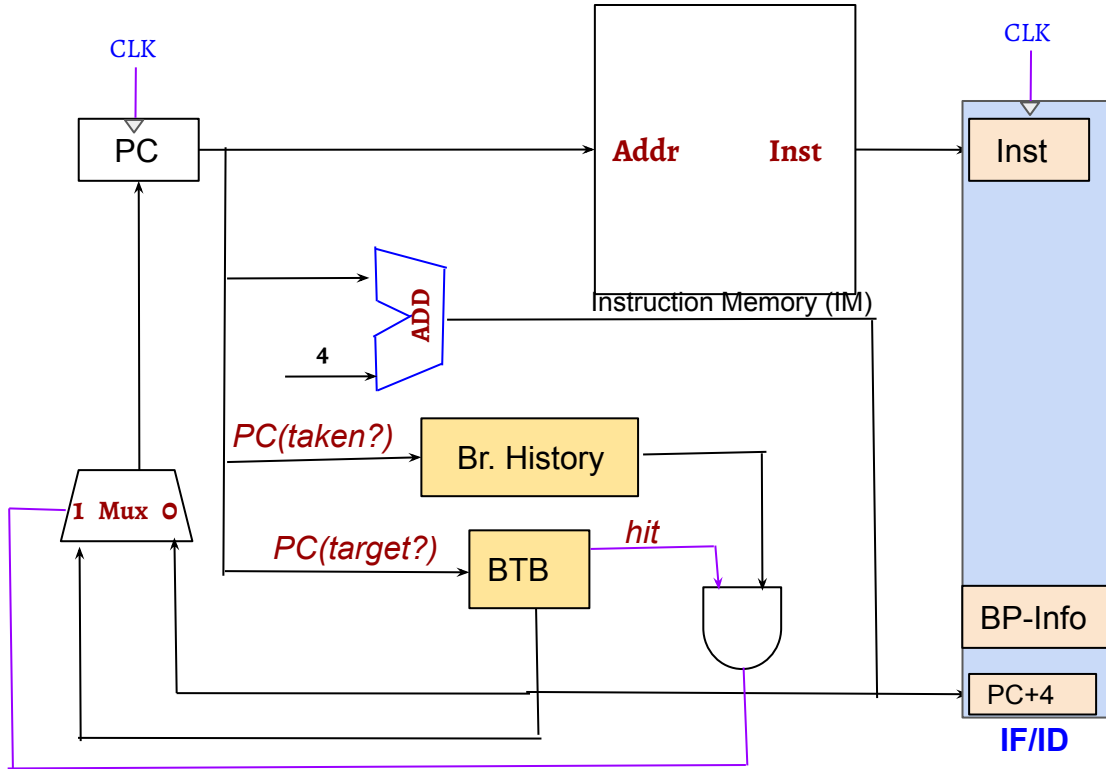 CLK
CLK
PC
Addr
Inst
Inst
Instruction Memory (IM)
ADD
4
PC(taken?)
Br. History
1 Mux 0
PC(target?)
BTB
hit
BP-Info
PC+4
IF/ID